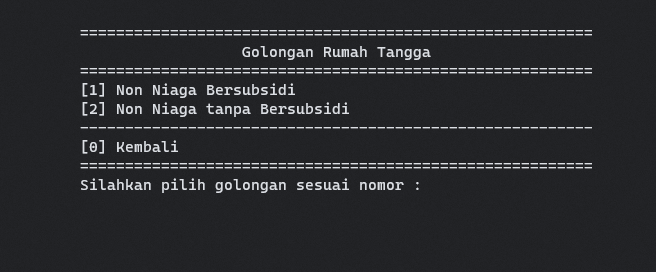 =========================================================
Golongan Rumah Tangga
=========================================================
[1] Non Niaga Bersubsidi
[2] Non Niaga tanpa Bersubsidi
---------------------------------------------------------
[0] Kembali
=========================================================
Silahkan pilih golongan sesuai nomor :